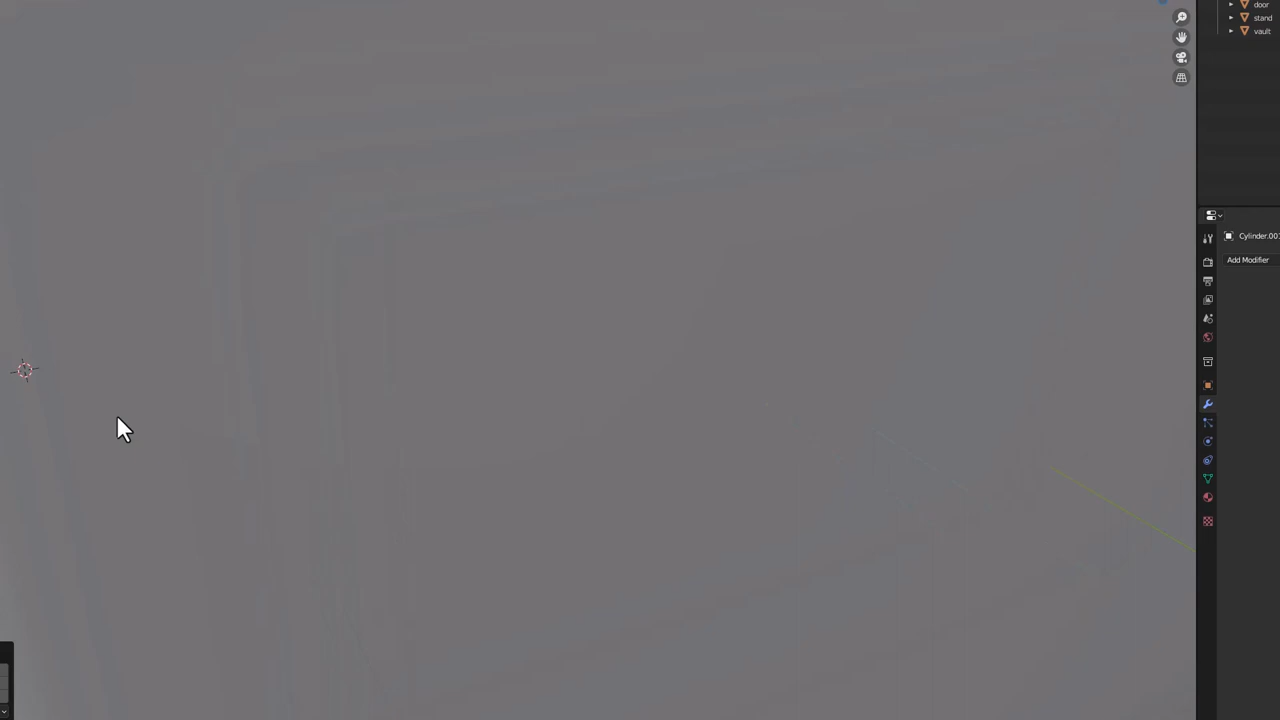 door
stand
vault
Cylinder.00
Add Modifier